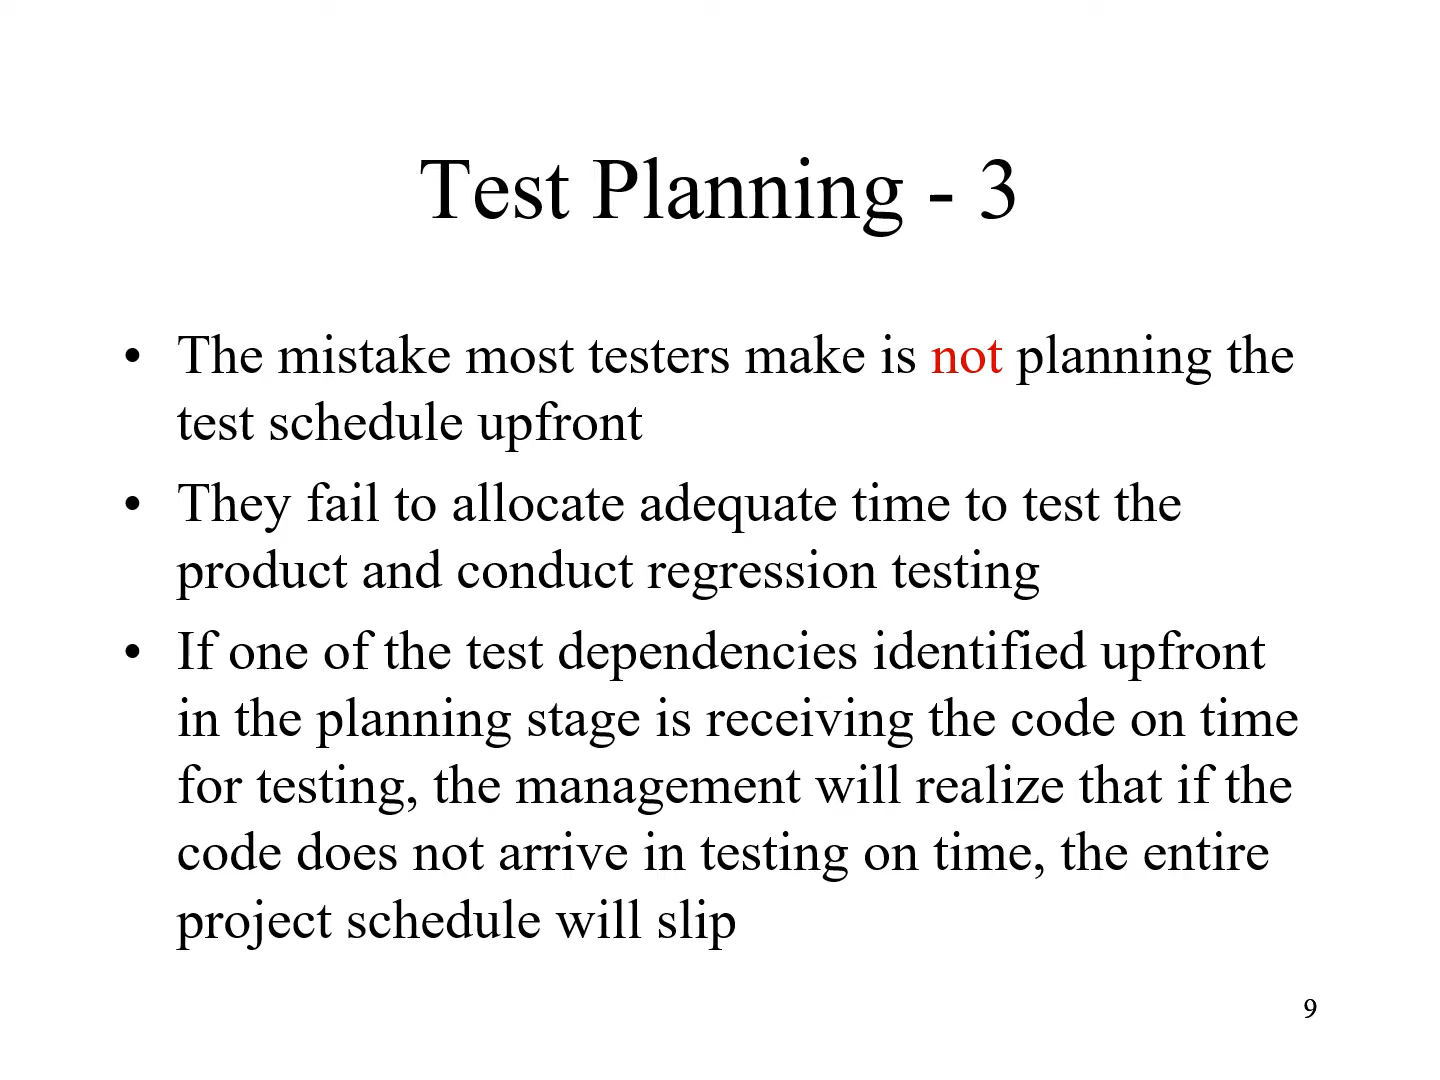 Test Planning - 3
• The mistake most testers make is not planning the
test schedule upfront
• They fail to allocate adequate time to test the
product and conduct regression testing
• If one of the test dependencies identified upfront
in the planning stage is receiving the code on time
for testing, the management will realize that if the
code does not arrive in testing on time, the entire
project schedule will slip
9